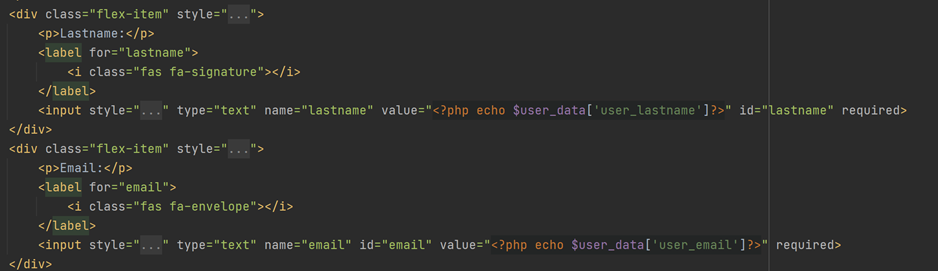 <div class="flex-item" style="...">
<p>Lastname:</p>
<label for="lastname">
<i class="fas fa-signature"></i>
</label>
<input style="..." type="text" name="lastname" value="<?php echo $user_data['user_lastname']?>" id="lastname" required>
</div>
<div class="flex-item" style="...">
<p>Email:</p>
<label for="email">
<i class="fas fa-envelope"></i>
</label>
<input style="..." type="text" name="email" id="email" value="<?php echo $user_data['user_email']?>" required>
</div>